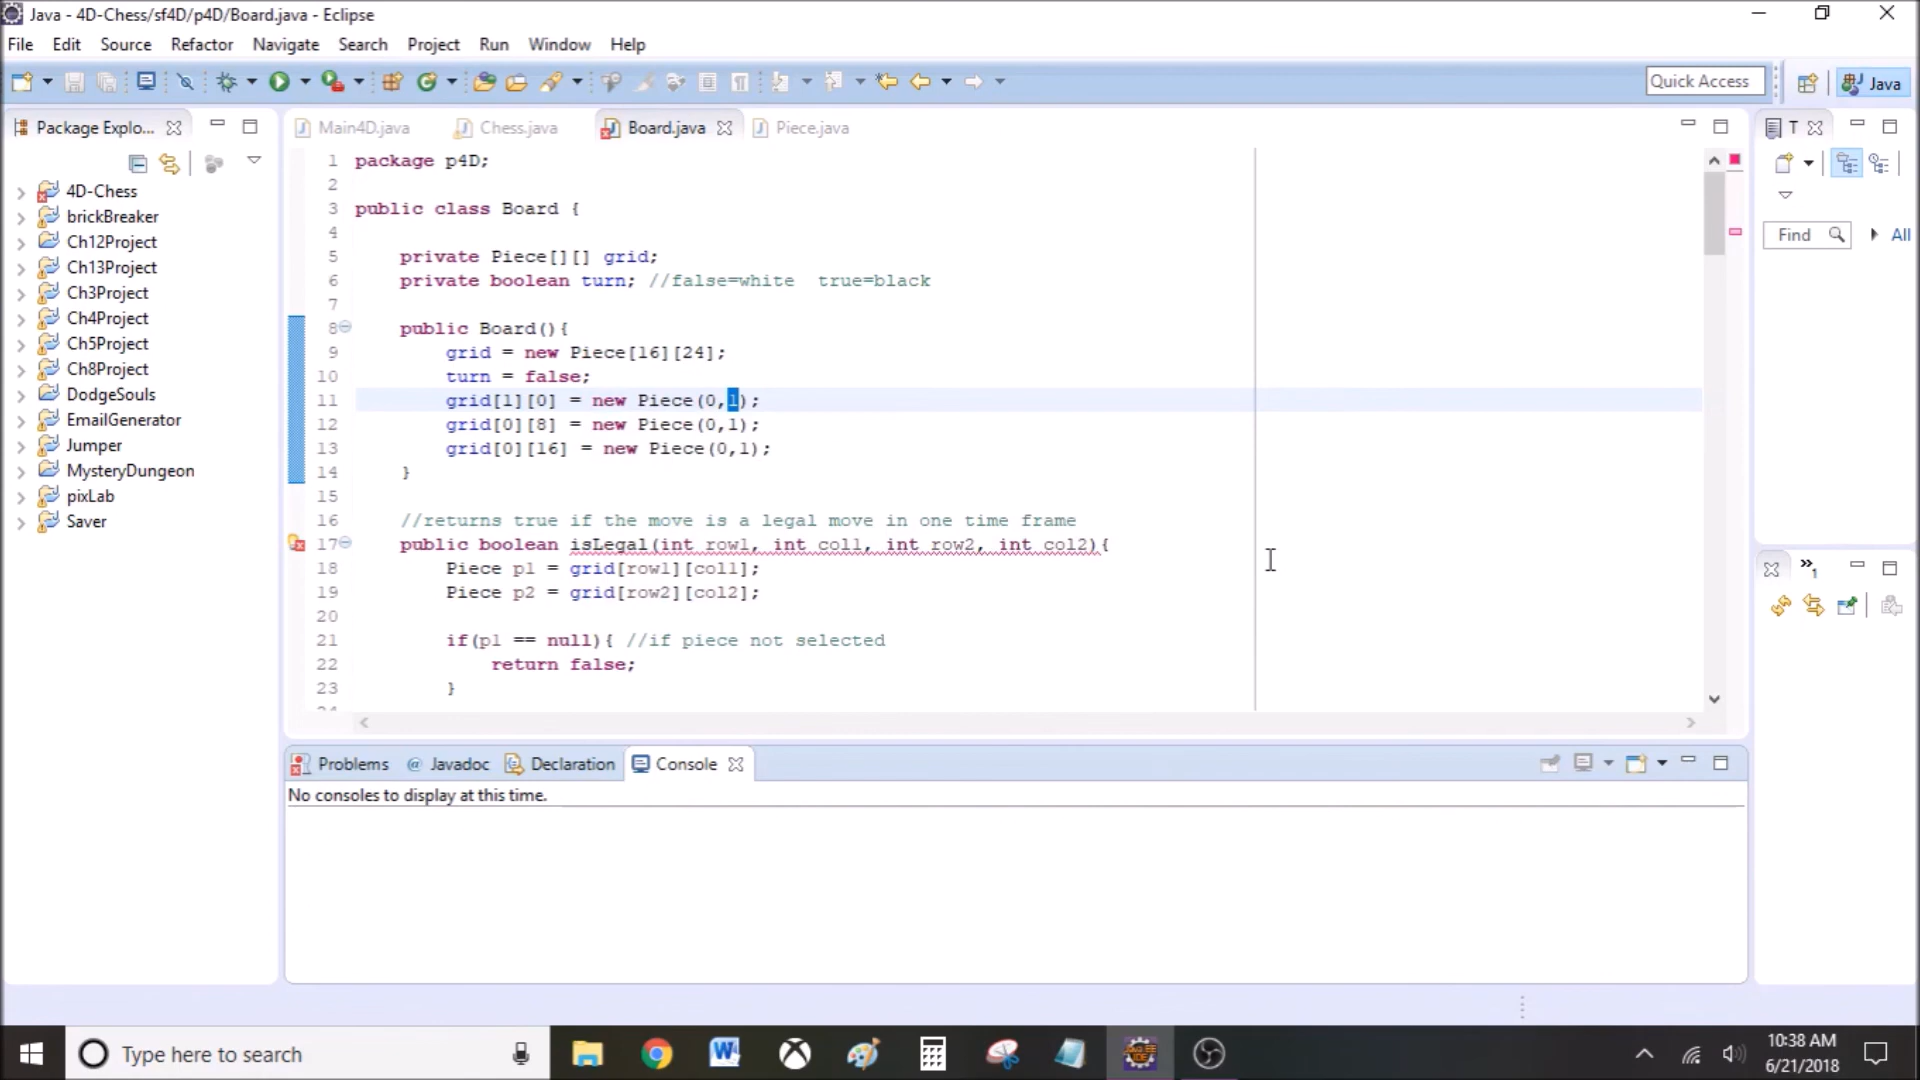 Java - 4D-Chess/sf4D/p4D/Board.java - Eclipse
File Edit Source Refactor Navigate Search Project Run Window Help
Quick Access
Java
Package Explo...
Main4D.java Chess.java Board.java Piece.java
T
4D-Chess
brickBreaker
Ch12Project
Ch13Project
Ch3Project
Ch4Project
Ch5Project
Ch8Project
DodgeSouls
EmailGenerator
Jumper
MysteryDungeon
pixLab
Saver
1 package p4D;
2
3 public class Board {
4
5 private Piece[][] grid;
6 private boolean turn; //false=white true=black
7
8 public Board(){
9 grid = new Piece[16][24];
10 turn = false;
11 grid[1][0] = new Piece(0,1);
12 grid[0][8] = new Piece(0,1);
13 grid[0][16] = new Piece(0,1);
14 }
15
16 //returns true if the move is a legal move in one time frame
17 public boolean isLegal(int row1, int col1, int row2, int col2){
18 Piece p1 = grid[row1][col1];
19 Piece p2 = grid[row2][col2];
20
21 if(p1 == null){ //if piece not selected
22 return false;
23 }
24
Find All
»1
Problems @ Javadoc Declaration Console
No consoles to display at this time.
Type here to search
10:38 AM
6/21/2018